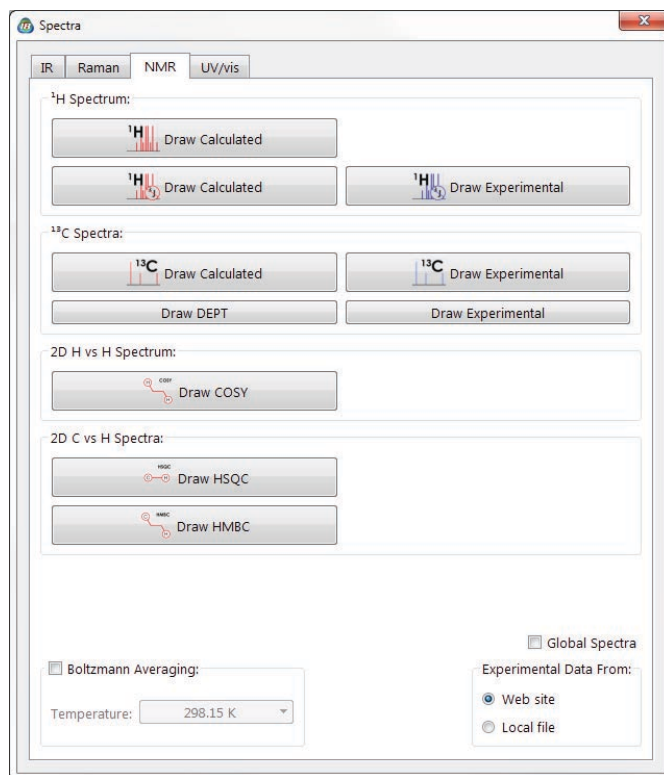 Spectra
IR Raman NMR UV/vis
¹H Spectrum:
¹H Draw Calculated
¹H Draw Calculated ¹H Draw Experimental
¹³C Spectra:
¹³C Draw Calculated ¹³C Draw Experimental
Draw DEPT Draw Experimental
2D H vs H Spectrum:
COSY Draw COSY
2D C vs H Spectra:
HSQC Draw HSQC
HMBC Draw HMBC
Global Spectra
Boltzmann Averaging: Experimental Data From:
Temperature: 298.15 K Web site
Local file